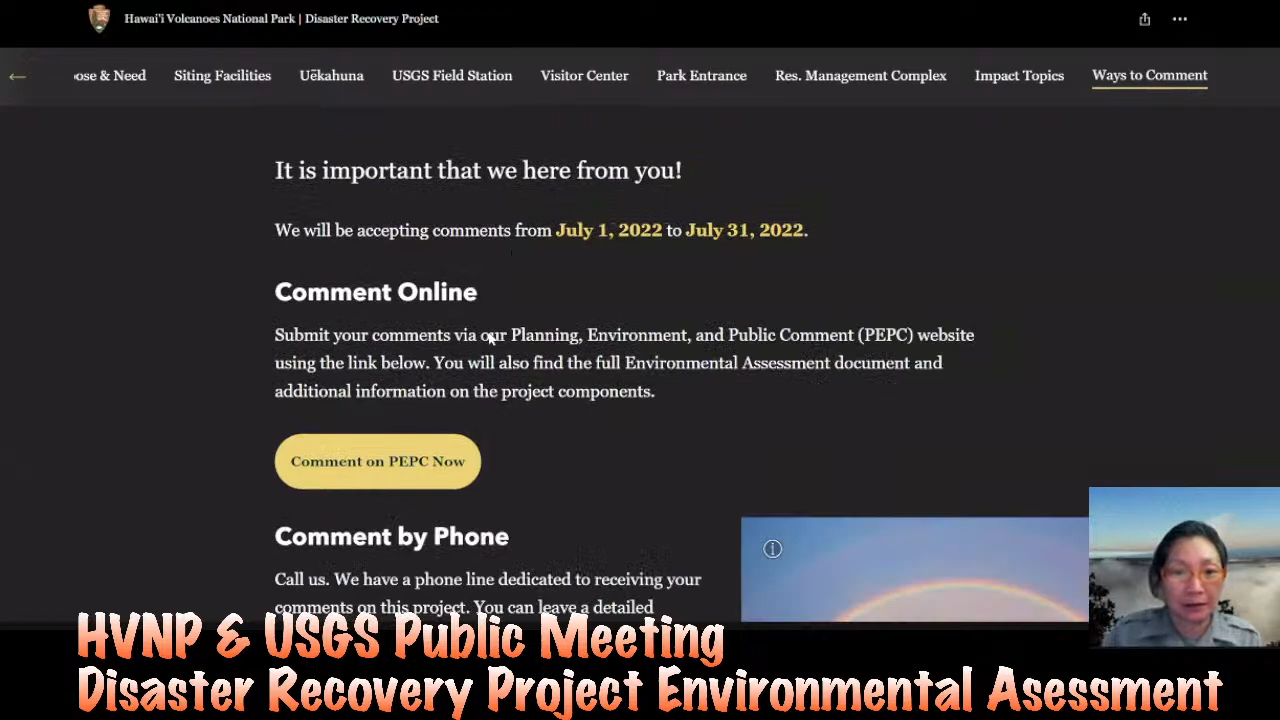 Hawai'i Volcanoes National Park | Disaster Recovery Project
ose & Need Siting Facilities Uēkahuna USGS Field Station Visitor Center Park Entrance Res. Management Complex Impact Topics Ways to Comment
It is important that we here from you!
We will be accepting comments from July 1, 2022 to July 31, 2022.
Comment Online
Submit your comments via our Planning, Environment, and Public Comment (PEPC) website
using the link below. You will also find the full Environmental Assessment document and
additional information on the project components.
Comment on PEPC Now
Comment by Phone
Call us. We have a phone line dedicated to receiving your
comments on this project. You can leave a detailed
HVNP & USGS Public Meeting
Disaster Recovery Project Environmental Asessment